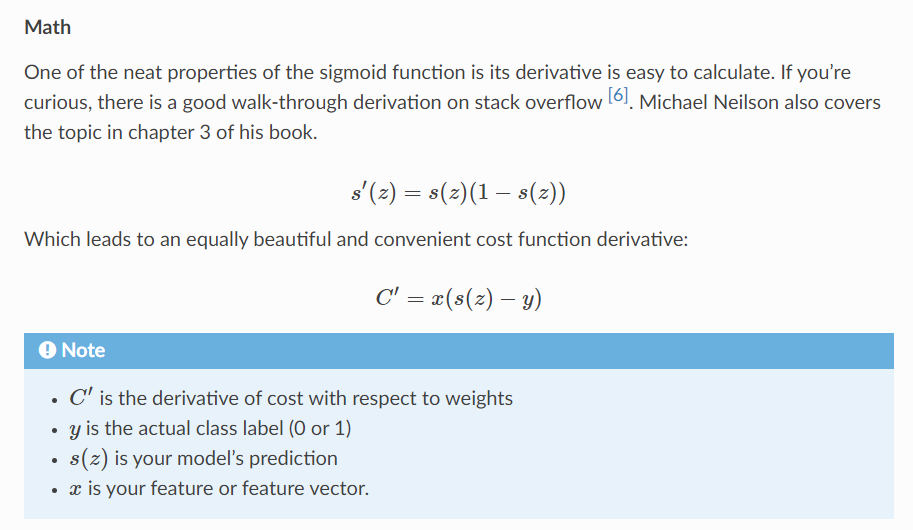 Math
One of the neat properties of the sigmoid function is its derivative is easy to calculate. If you’re
curious, there is a good walk-through derivation on stack overflow [6]. Michael Neilson also covers
the topic in chapter 3 of his book.
s′(z) = s(z)(1 − s(z))
Which leads to an equally beautiful and convenient cost function derivative:
C′ = x(s(z) − y)
Note
• C′ is the derivative of cost with respect to weights
• y is the actual class label (0 or 1)
• s(z) is your model’s prediction
• x is your feature or feature vector.